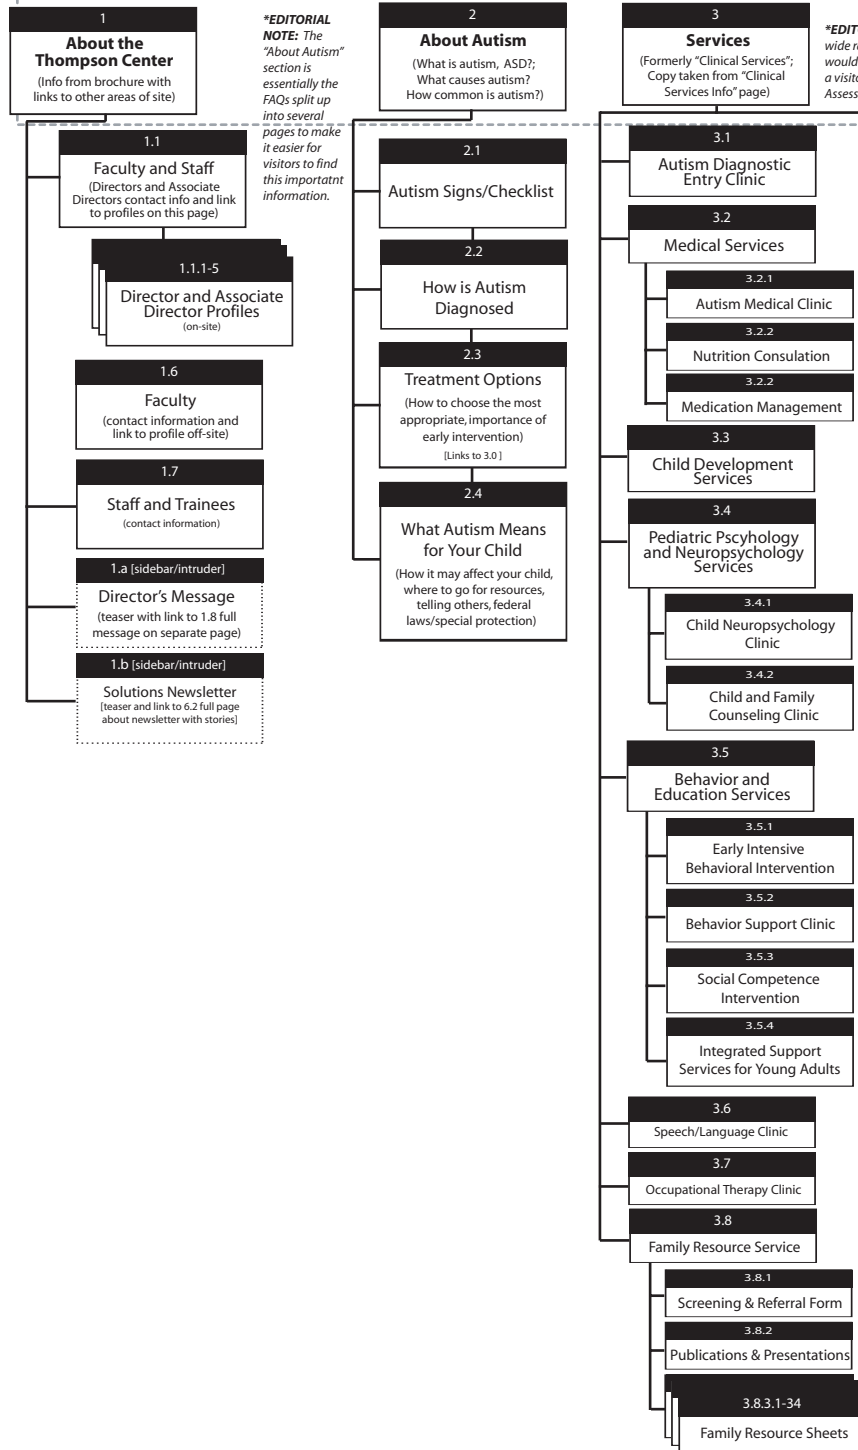 1
About the
Thompson Center
(Info from brochure with
links to other areas of site)
1.1
Faculty and Staff
(Directors and Associate
Directors contact info and link
to profiles on this page)
1.1.1-5
Director and Associate
Director Profiles
(on-site)
1.6
Faculty
(contact information and
link to profile off-site)
1.7
Staff and Trainees
(contact information)
1.a [sidebar/intruder]
Director's Message
(teaser with link to 1.8 full
message on separate page)
1.b [sidebar/intruder]
Solutions Newsletter
[teaser and link to 6.2 full page
about newsletter with stories]
*EDITORIAL
NOTE: The
"About Autism"
section is
essentially the
FAQs split up
into several
pages to make
it easier for
visitors to find
this importatnt
information.
2
About Autism
(What is autism, ASD?;
What causes autism?
How common is autism?)
2.1
Autism Signs/Checklist
2.2
How is Autism
Diagnosed
2.3
Treatment Options
(How to choose the most
appropriate, importance of
early intervention)
[Links to 3.0 ]
2.4
What Autism Means
for Your Child
(How it may affect your child,
where to go for resources,
telling others, federal
laws/special protection)
3
Services
(Formerly "Clinical Services";
Copy taken from "Clinical
Services Info" page)
3.1
Autism Diagnostic
Entry Clinic
3.2
Medical Services
3.2.1
Autism Medical Clinic
3.2.2
Nutrition Consulation
3.2.2
Medication Management
3.3
Child Development
Services
3.4
Pediatric Pscyhology
and Neuropsychology
Services
3.4.1
Child Neuropsychology
Clinic
3.4.2
Child and Family
Counseling Clinic
3.5
Behavior and
Education Services
3.5.1
Early Intensive
Behavioral Intervention
3.5.2
Behavior Support Clinic
3.5.3
Social Competence
Intervention
3.5.4
Integrated Support
Services for Young Adults
3.6
Speech/Language Clinic
3.7
Occupational Therapy Clinic
3.8
Family Resource Service
3.8.1
Screening & Referral Form
3.8.2
Publications & Presentations
3.8.3.1-34
Family Resource Sheets
*EDIT
wide r
would
a visito
Assess